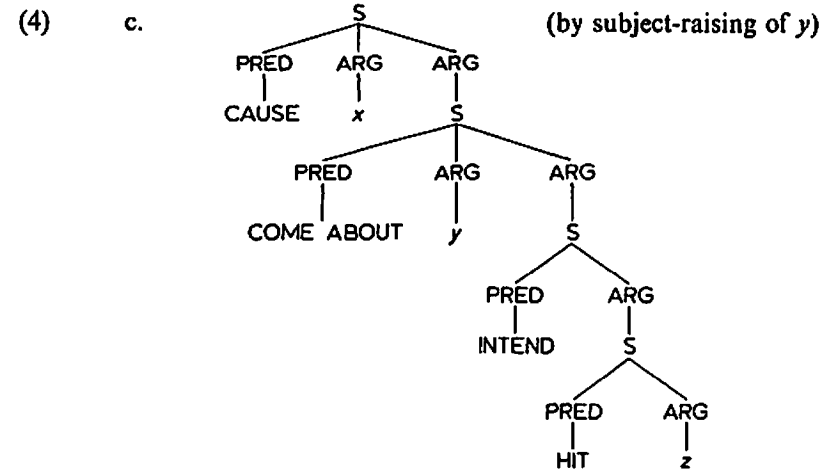 (4) c. S (by subject-raising of y)
PRED ARG ARG
CAUSE x S
PRED ARG ARG
COME ABOUT y S
PRED ARG
INTEND S
PRED ARG
HIT z